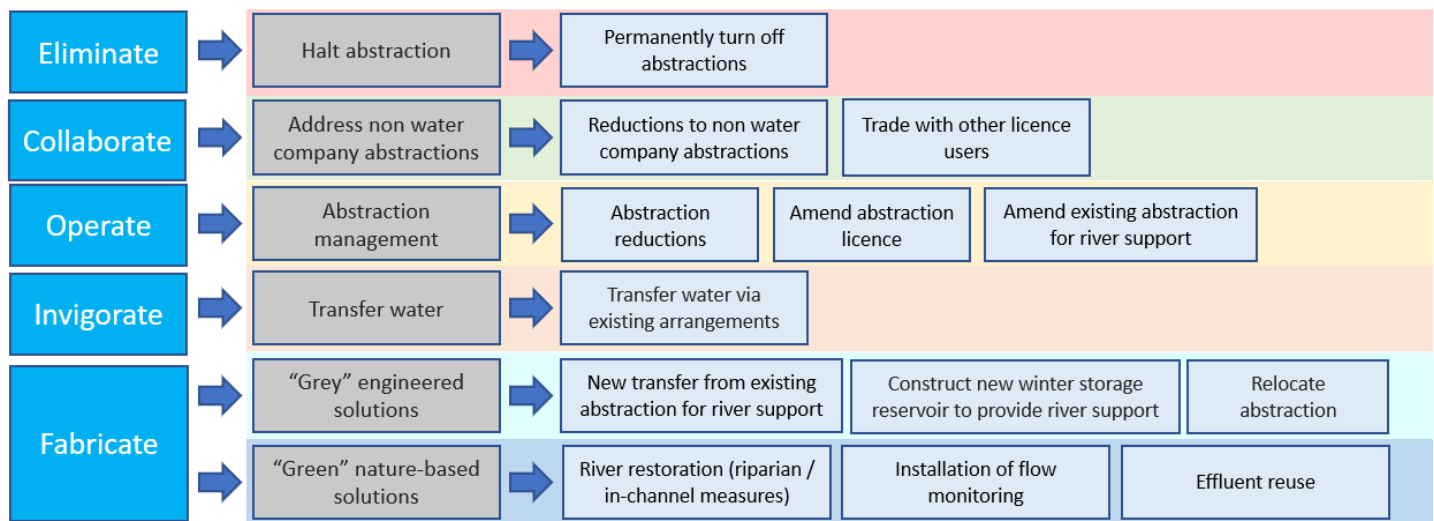 Eliminate
Halt abstraction
Permanently turn off
abstractions
Collaborate
Address non water
company abstractions
Reductions to non water
company abstractions
Trade with other licence
users
Operate
Abstraction
management
Abstraction
reductions
Amend abstraction
licence
Amend existing abstraction
for river support
Invigorate
Transfer water
Transfer water via
existing arrangements
Fabricate
“Grey” engineered
solutions
New transfer from existing
abstraction for river support
Construct new winter storage
reservoir to provide river support
Relocate
abstraction
“Green” nature-based
solutions
River restoration (riparian /
in-channel measures)
Installation of flow
monitoring
Effluent reuse